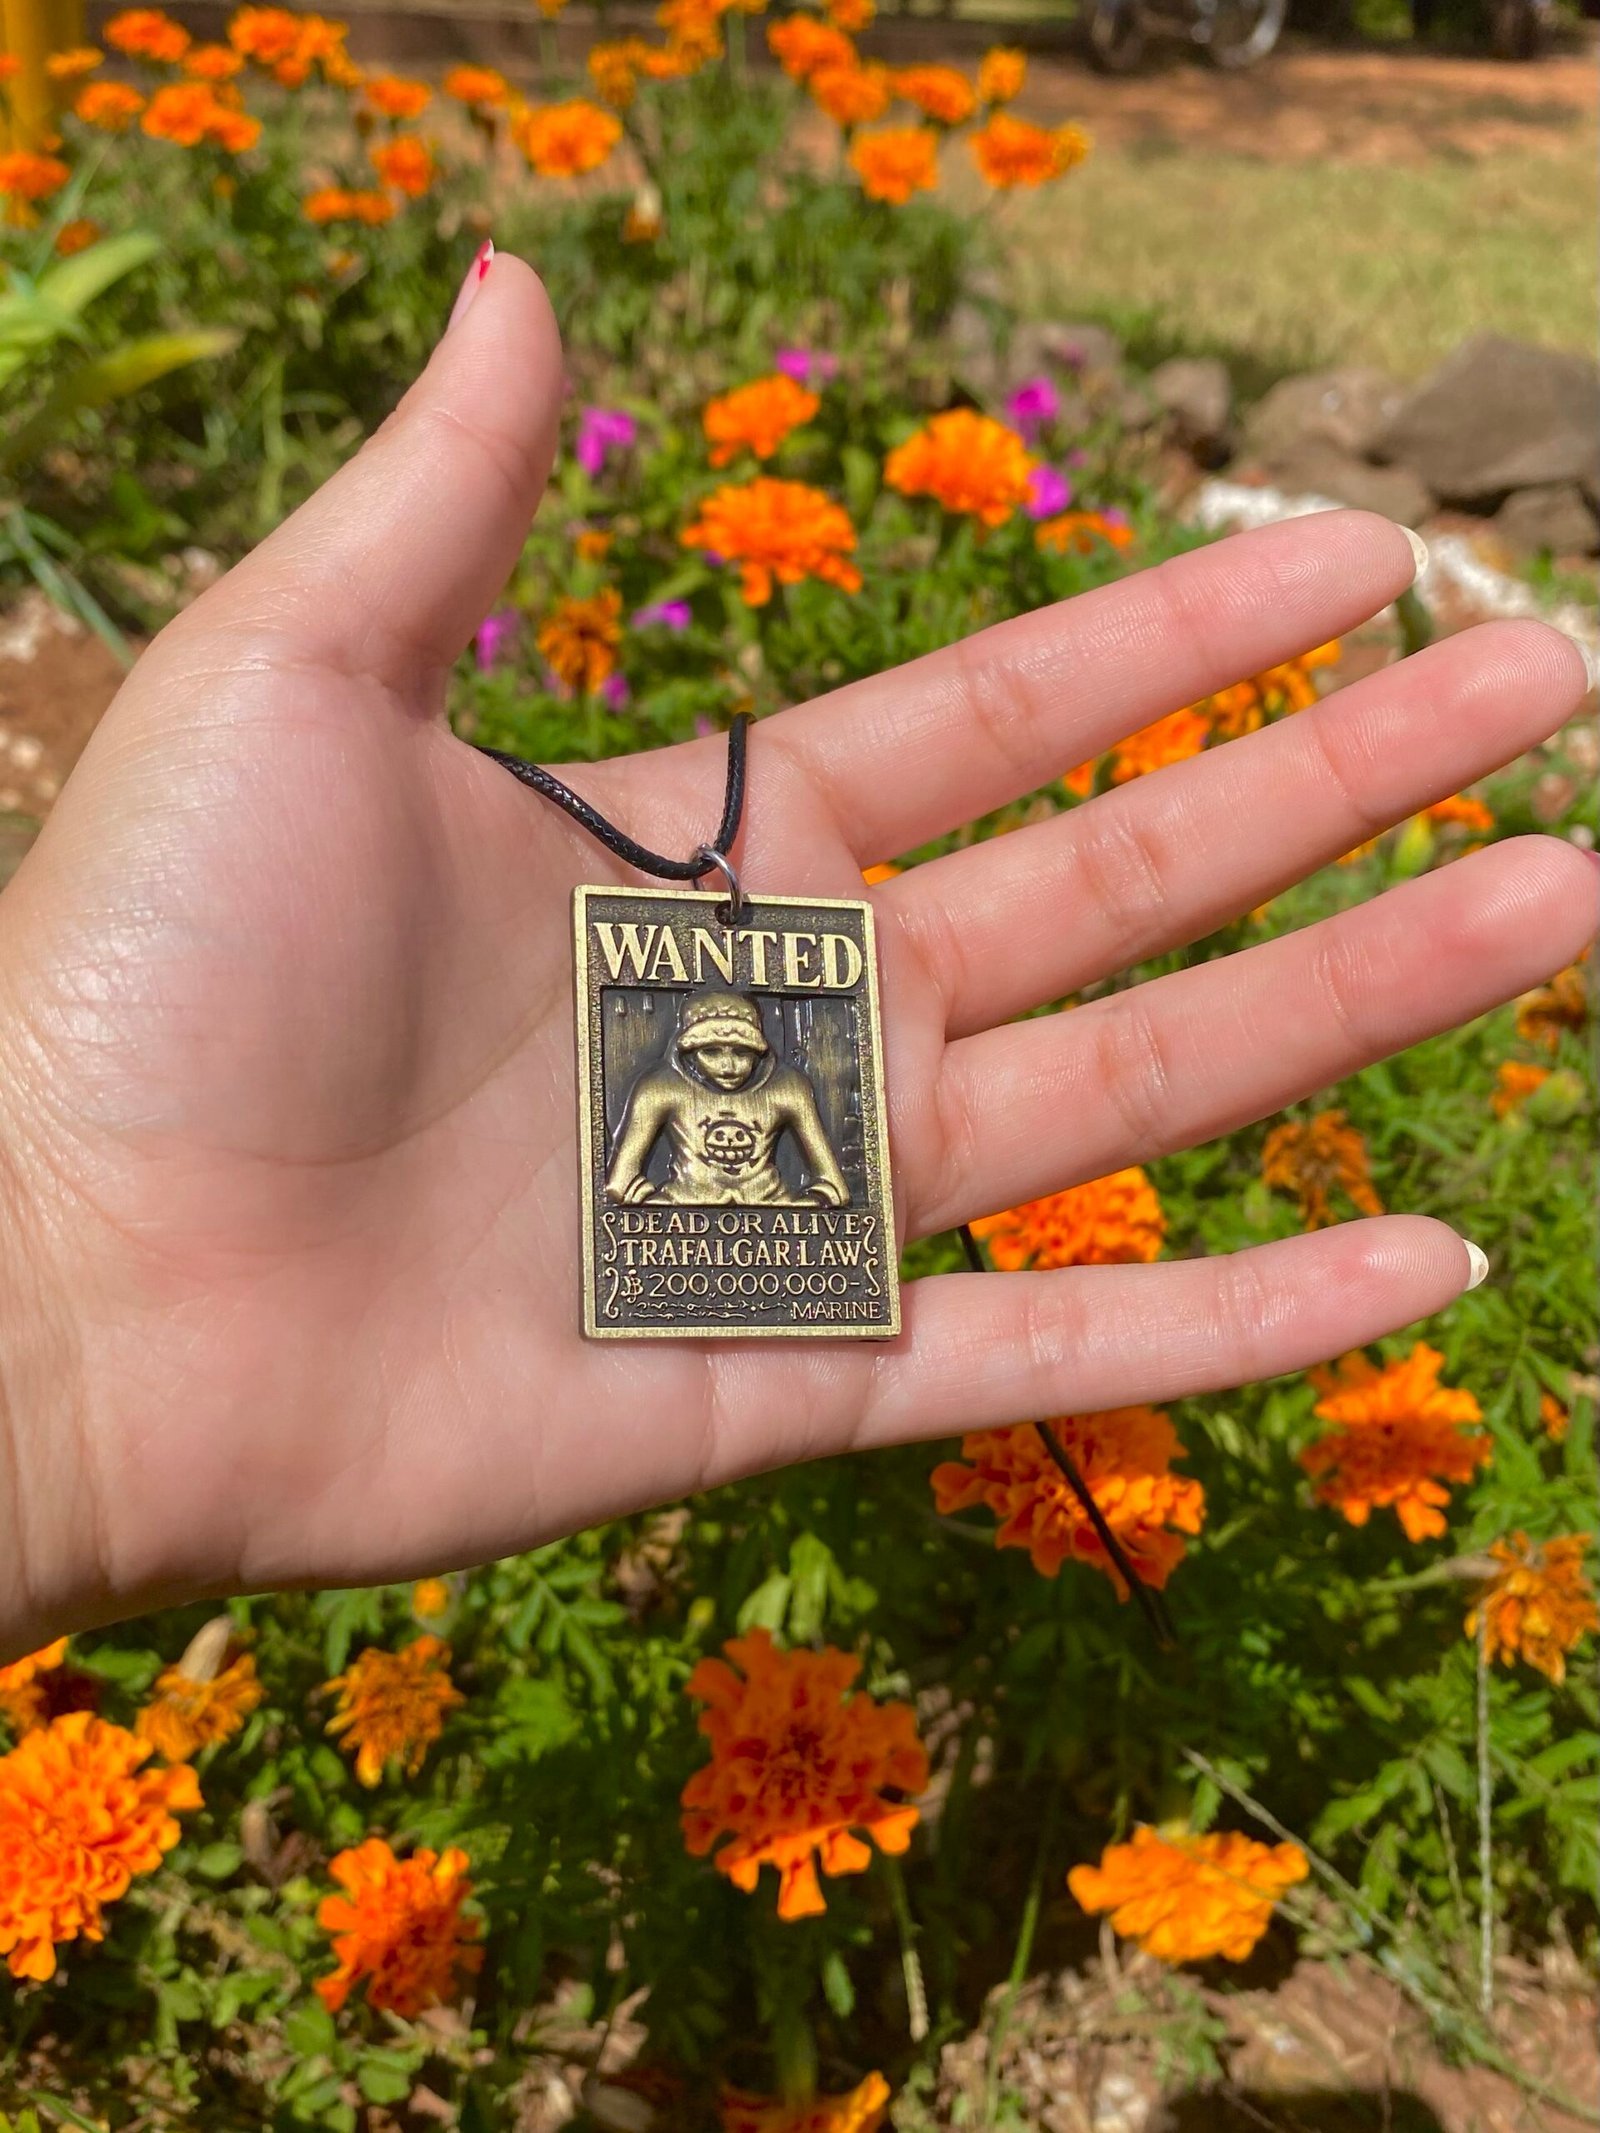 WANTED
DEAD OR ALIVE
TRAFALGAR LAW
฿200,000,000-
MARINE